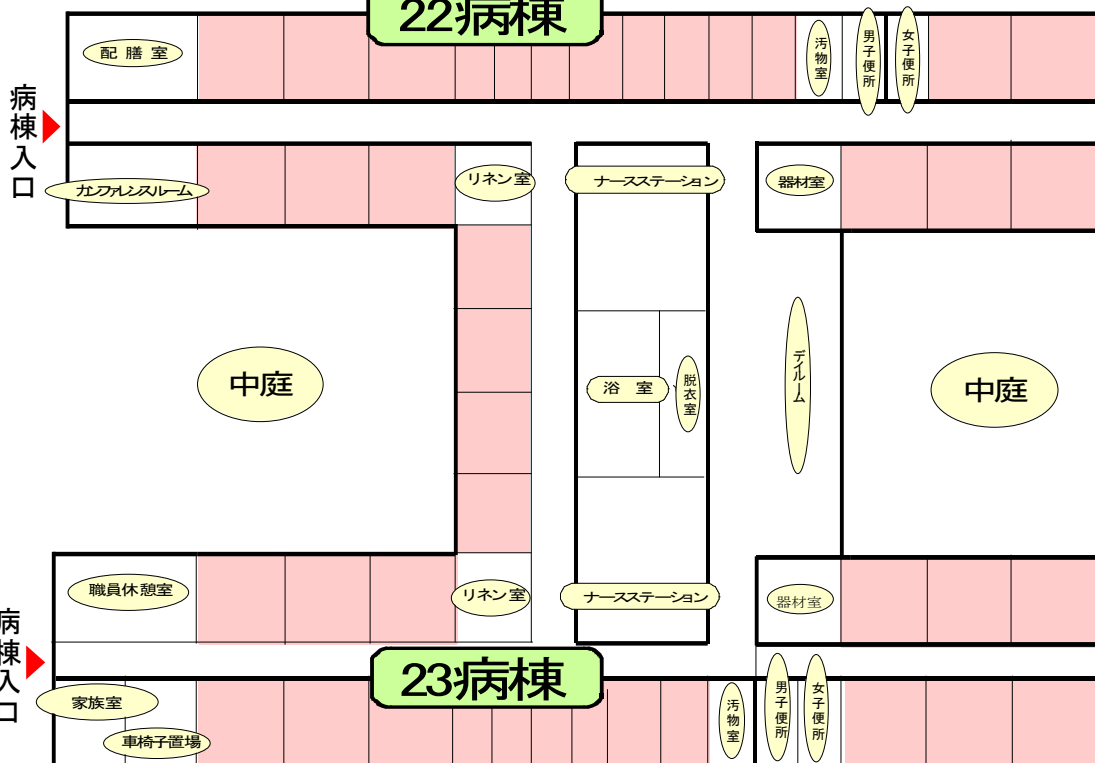 22病棟
配 膳 室
汚物室
男子便所
女子便所
病棟入口
カンファレンスルーム
リネン室
ナースステーション
器材室
中庭
浴 室
脱衣室
デイルーム
中庭
職員休憩室
リネン室
ナースステーション
器材室
病棟入口
23病棟
家族室
車椅子置場
汚物室
男子便所
女子便所